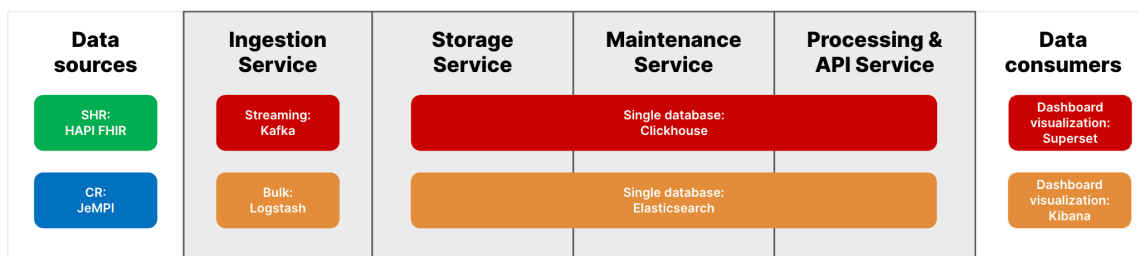 Data
sources
Ingestion
Service
Storage
Service
Maintenance
Service
Processing &
API Service
Data
consumers
SHR:
HAPI FHIR
Streaming:
Kafka
Single database:
Clickhouse
Dashboard
visualization:
Superset
CR:
JeMPI
Bulk:
Logstash
Single database:
Elasticsearch
Dashboard
visualization:
Kibana